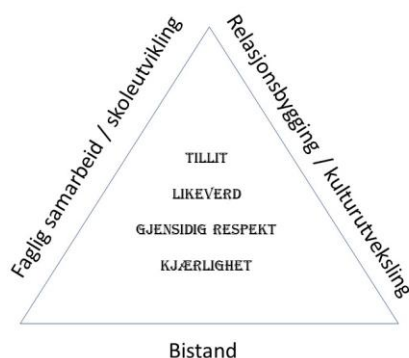 Faglig samarbeid / skoleutvikling
Relasjonsbygging / kulturutveksling
TILLIT
LIKEVERD
GJENSIDIG RESPEKT
KJÆRLIGHET
Bistand